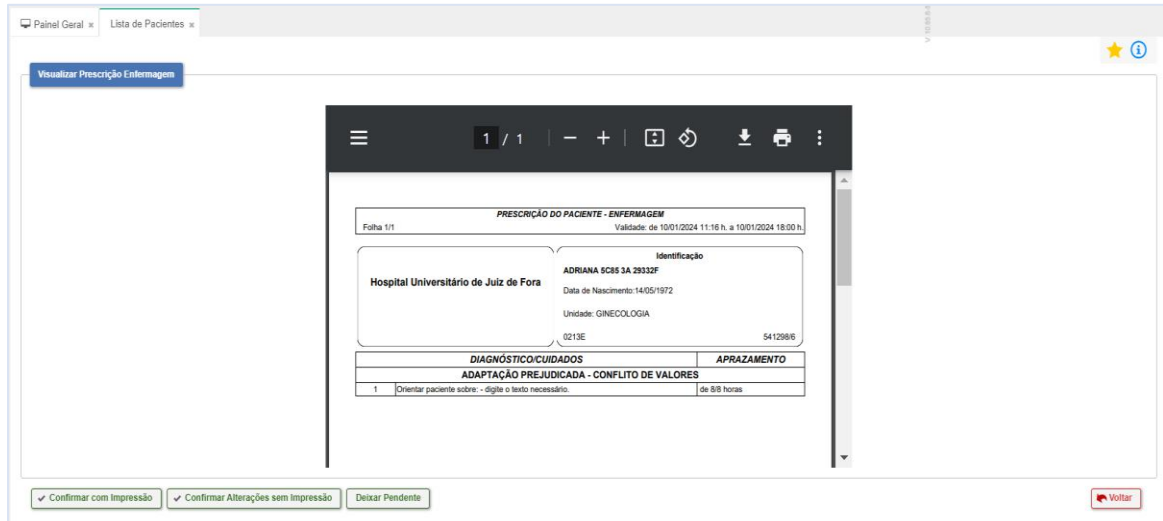 Painel Geral × Lista de Pacientes ×
Visualizar Prescrição Enfermagem
1 / 1
PRESCRIÇÃO DO PACIENTE - ENFERMAGEM
Folha 1/1 Validade: de 10/01/2024 11:16 h. a 10/01/2024 18:00 h.
Hospital Universitário de Juiz de Fora
Identificação
ADRIANA 5C85 3A 29332F
Data de Nascimento:14/05/1972
Unidade: GINECOLOGIA
0213E 541298/6
DIAGNÓSTICO/CUIDADOS APRAZAMENTO
ADAPTAÇÃO PREJUDICADA - CONFLITO DE VALORES
1 Orientar paciente sobre: - digite o texto necessário. de 8/8 horas
Confirmar com Impressão Confirmar Alterações sem Impressão Deixar Pendente Voltar